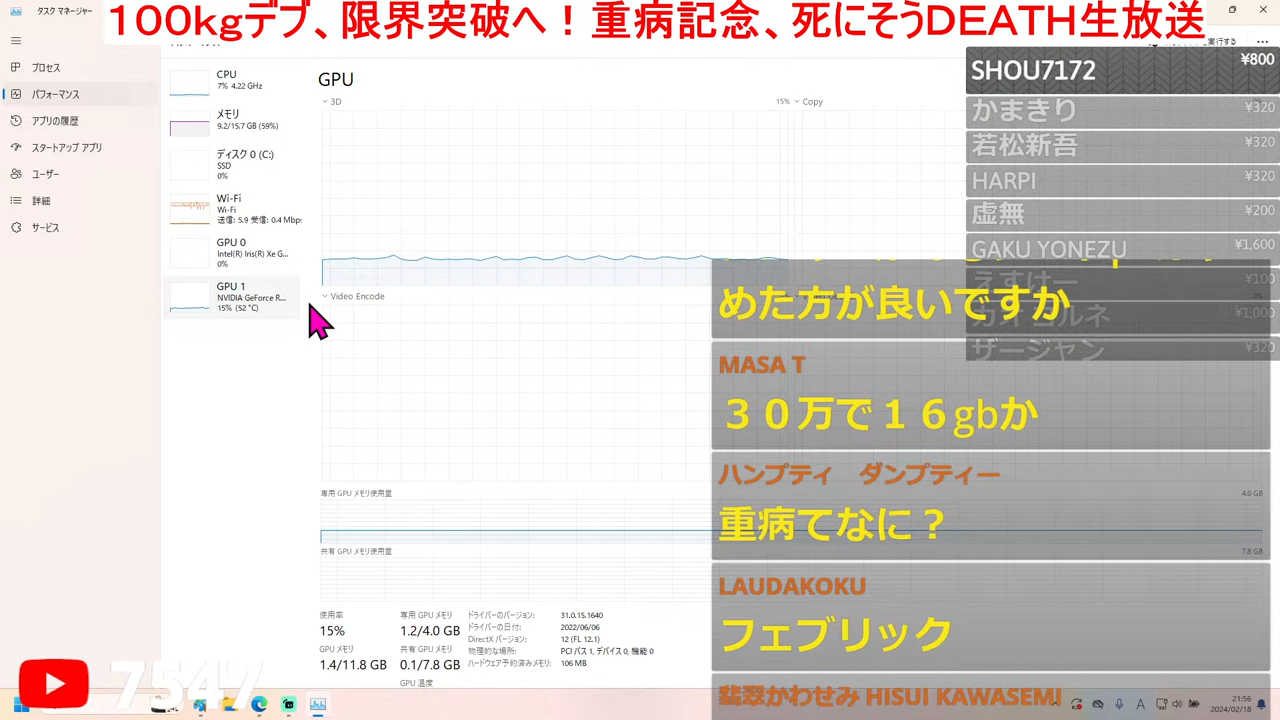 タスク マネージャー
100kgデブ、限界突破へ！重病記念、死にそうDEATH生放送
プロセス
パフォーマンス
アプリの履歴
スタートアップ アプリ
ユーザー
詳細
サービス
CPU
7% 4.22 GHz
メモリ
9.2/15.7 GB (59%)
ディスク 0 (C:)
SSD
0%
Wi-Fi
Wi-Fi
送信: 5.9 受信: 0.4 Mbps
GPU 0
Intel(R) Iris(R) Xe G...
0%
GPU 1
NVIDIA GeForce R...
15% (52 °C)
GPU
3D
15%
Copy
Video Encode
専用 GPU メモリ使用量
4.0 GB
共有 GPU メモリ使用量
7.8 GB
使用率
15%
専用 GPU メモリ
1.2/4.0 GB
GPU メモリ
1.4/11.8 GB
共有 GPU メモリ
0.1/7.8 GB
GPU 温度
ドライバーのバージョン: 31.0.15.1640
ドライバーの日付: 2022/06/06
DirectX バージョン: 12 (FL 12.1)
物理的な場所: PCI バス 1, デバイス 0, 機能 0
ハードウェア予約済みメモリ: 106 MB
SHOU7172 ¥800
かまきり ¥320
若松新吾 ¥320
HARPI ¥320
虚無 ¥200
GAKU YONEZU ¥1,600
えすけー ¥100
¥1,000
ザージャン ¥320
めた方が良いですか
MASA T
３０万で１６gbか
ハンプティ　ダンプティー
重病てなに？
LAUDAKOKU
フェブリック
翡翠かわせみ HISUI KAWASEMI
7547
A
21:56
2024/02/18